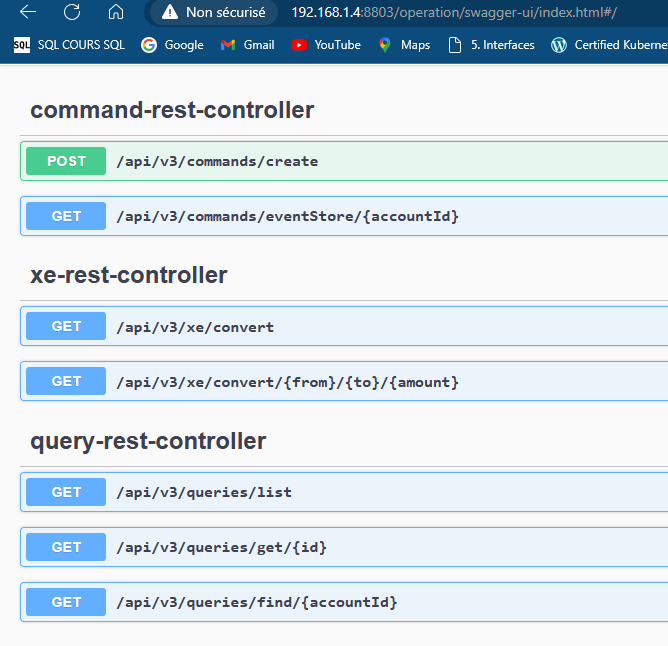 Non sécurisé 192.168.1.4:8803/operation/swagger-ui/index.html#/
SQL SQL COURS SQL Google Gmail YouTube Maps 5. Interfaces Certified Kuberne
command-rest-controller
POST /api/v3/commands/create
GET /api/v3/commands/eventStore/{accountId}
xe-rest-controller
GET /api/v3/xe/convert
GET /api/v3/xe/convert/{from}/{to}/{amount}
query-rest-controller
GET /api/v3/queries/list
GET /api/v3/queries/get/{id}
GET /api/v3/queries/find/{accountId}